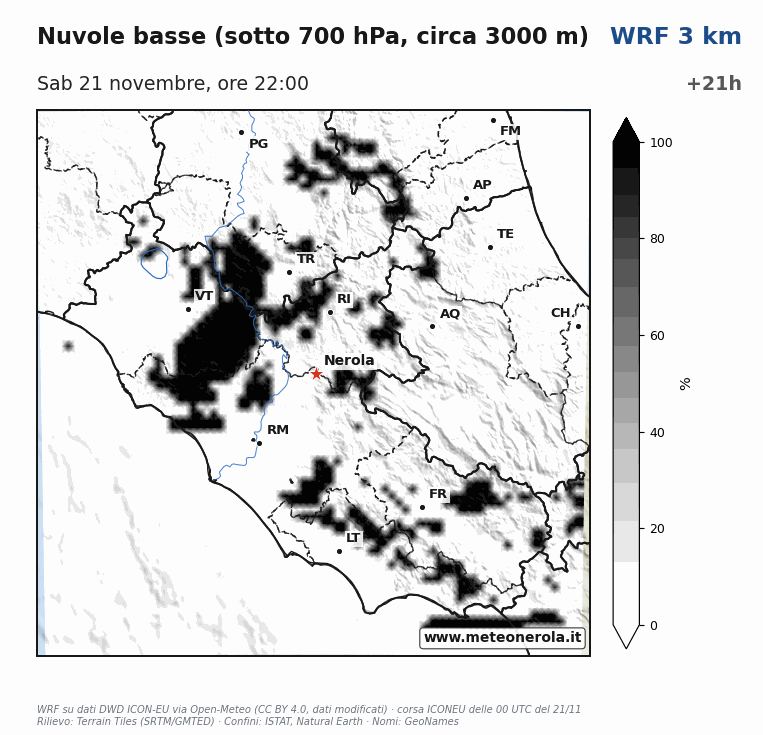 Nuvole basse (sotto 700 hPa, circa 3000 m) WRF 3 km
Sab 21 novembre, ore 22:00 +21h
FM
PG
AP
TE
TR
VT
RI
AQ
CH
Nerola
RM
FR
LT
www.meteonerola.it
100
80
60
40
20
0
%
WRF su dati DWD ICON-EU via Open-Meteo (CC BY 4.0, dati modificati) · corsa ICONEU delle 00 UTC del 21/11
Rilievo: Terrain Tiles (SRTM/GMTED) · Confini: ISTAT, Natural Earth · Nomi: GeoNames